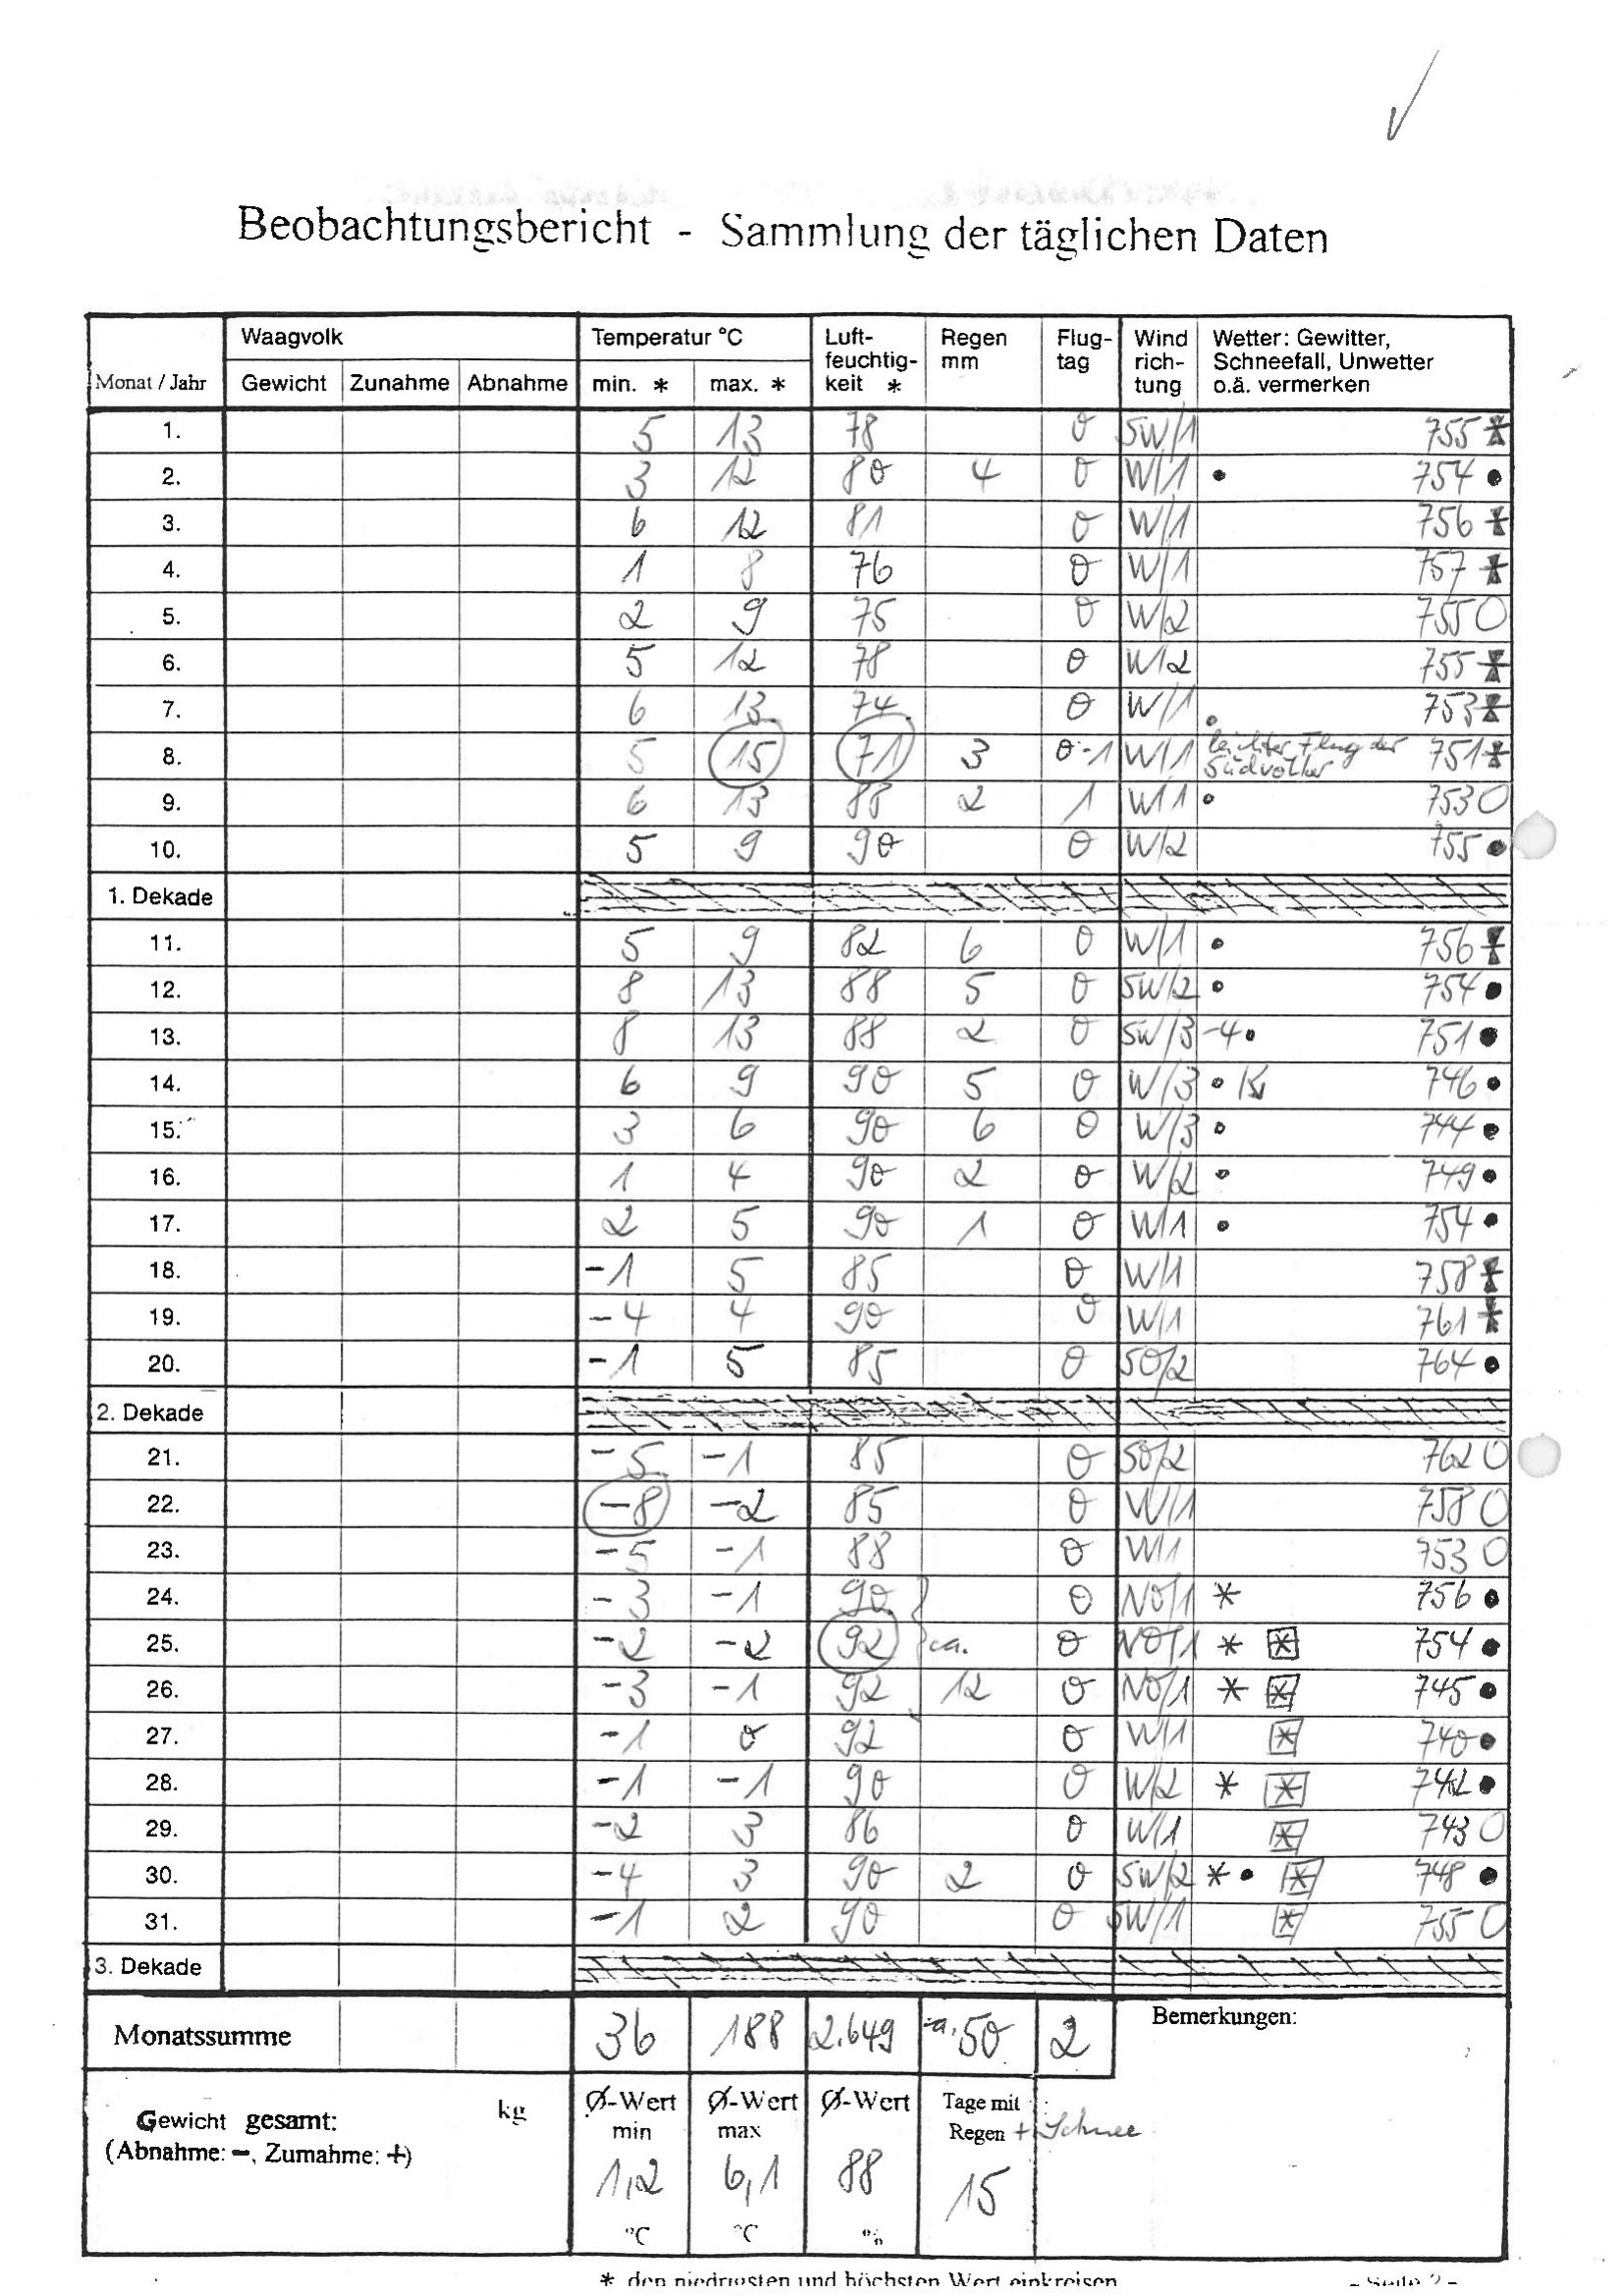 Beobachtungsbericht - Sammlung der täglichen Daten
Monat / Jahr Waagvolk Temperatur °C Luft-feuchtig-keit * Regen mm Flug-tag Wind rich-tung Wetter: Gewitter, Schneefall, Unwetter o.ä. vermerken
Gewicht Zunahme Abnahme min. * max. *
1. 5 13 78 0 SW/1 755
2. 3 12 80 4 0 W/1 • 754 •
3. 6 12 81 0 W/1 756
4. 1 8 76 0 W/1 757
5. 2 9 75 0 W/2 755 O
6. 5 12 78 0 W/2 755
7. 6 13 74 0 W/1 753
8. 5 15 71 3 0-1 W/1 • leichter Flug der Südvölker 751
9. 6 13 88 2 1 W/1 • 753 O
10. 5 9 90 0 W/2 755 •
1. Dekade
11. 5 9 82 6 0 W/1 • 756
12. 8 13 88 5 0 SW/2 • 754 •
13. 8 13 88 2 0 SW/3 -4 • 751 •
14. 6 9 90 5 0 W/3 • 746 •
15. 3 6 90 6 0 W/3 • 744 •
16. 1 4 90 2 0 W/2 • 749 •
17. 2 5 90 1 0 W/1 • 754 •
18. -1 5 85 0 W/1 758
19. -4 4 90 0 W/1 761
20. -1 5 85 0 SO/2 764 •
2. Dekade
21. -5 -1 85 0 SO/2 762 O
22. -8 -2 85 0 W/1 758 O
23. -5 -1 88 0 W/1 753 O
24. -3 -1 90 0 NO/1 * 756 •
25. -2 -2 92 ca. 0 NO/1 * * 754 •
26. -3 -1 92 12 0 NO/1 * * 745 •
27. -1 0 92 0 W/1 * 740 •
28. -1 -1 90 0 W/2 * * 742 •
29. -2 3 86 0 W/1 * 743 O
30. -4 3 90 2 0 SW/2 * • * 748 •
31. -1 2 90 0 SW/1 * 755 O
3. Dekade
Monatssumme 36 188 2.649 ca. 50 2 Bemerkungen:
Gewicht gesamt: kg Ø-Wert Ø-Wert Ø-Wert Tage mit
(Abnahme: -, Zumahme: +) min max Regen + Schnee
1,2 6,1 88 15
°C °C %
* den niedrigsten und höchsten Wert einkreisen - Seite 2 -